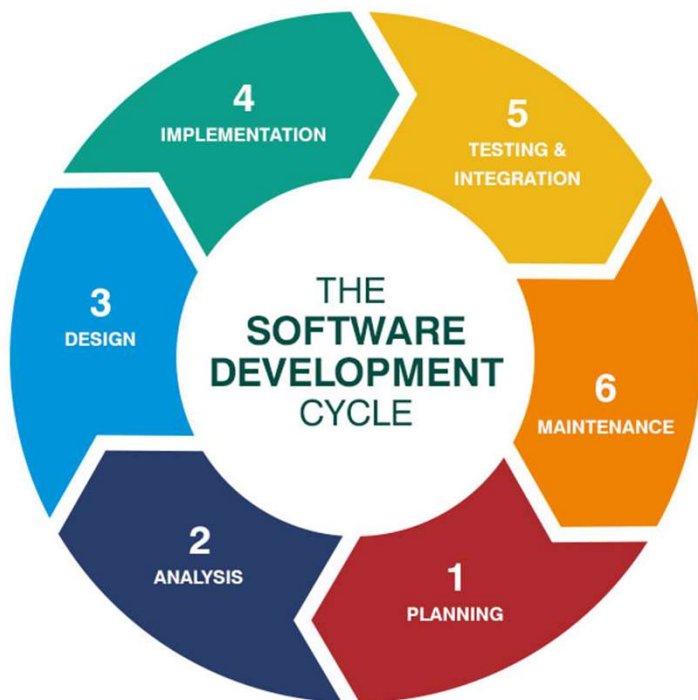 THE
SOFTWARE
DEVELOPMENT
CYCLE
1
PLANNING
2
ANALYSIS
3
DESIGN
4
IMPLEMENTATION
5
TESTING &
INTEGRATION
6
MAINTENANCE